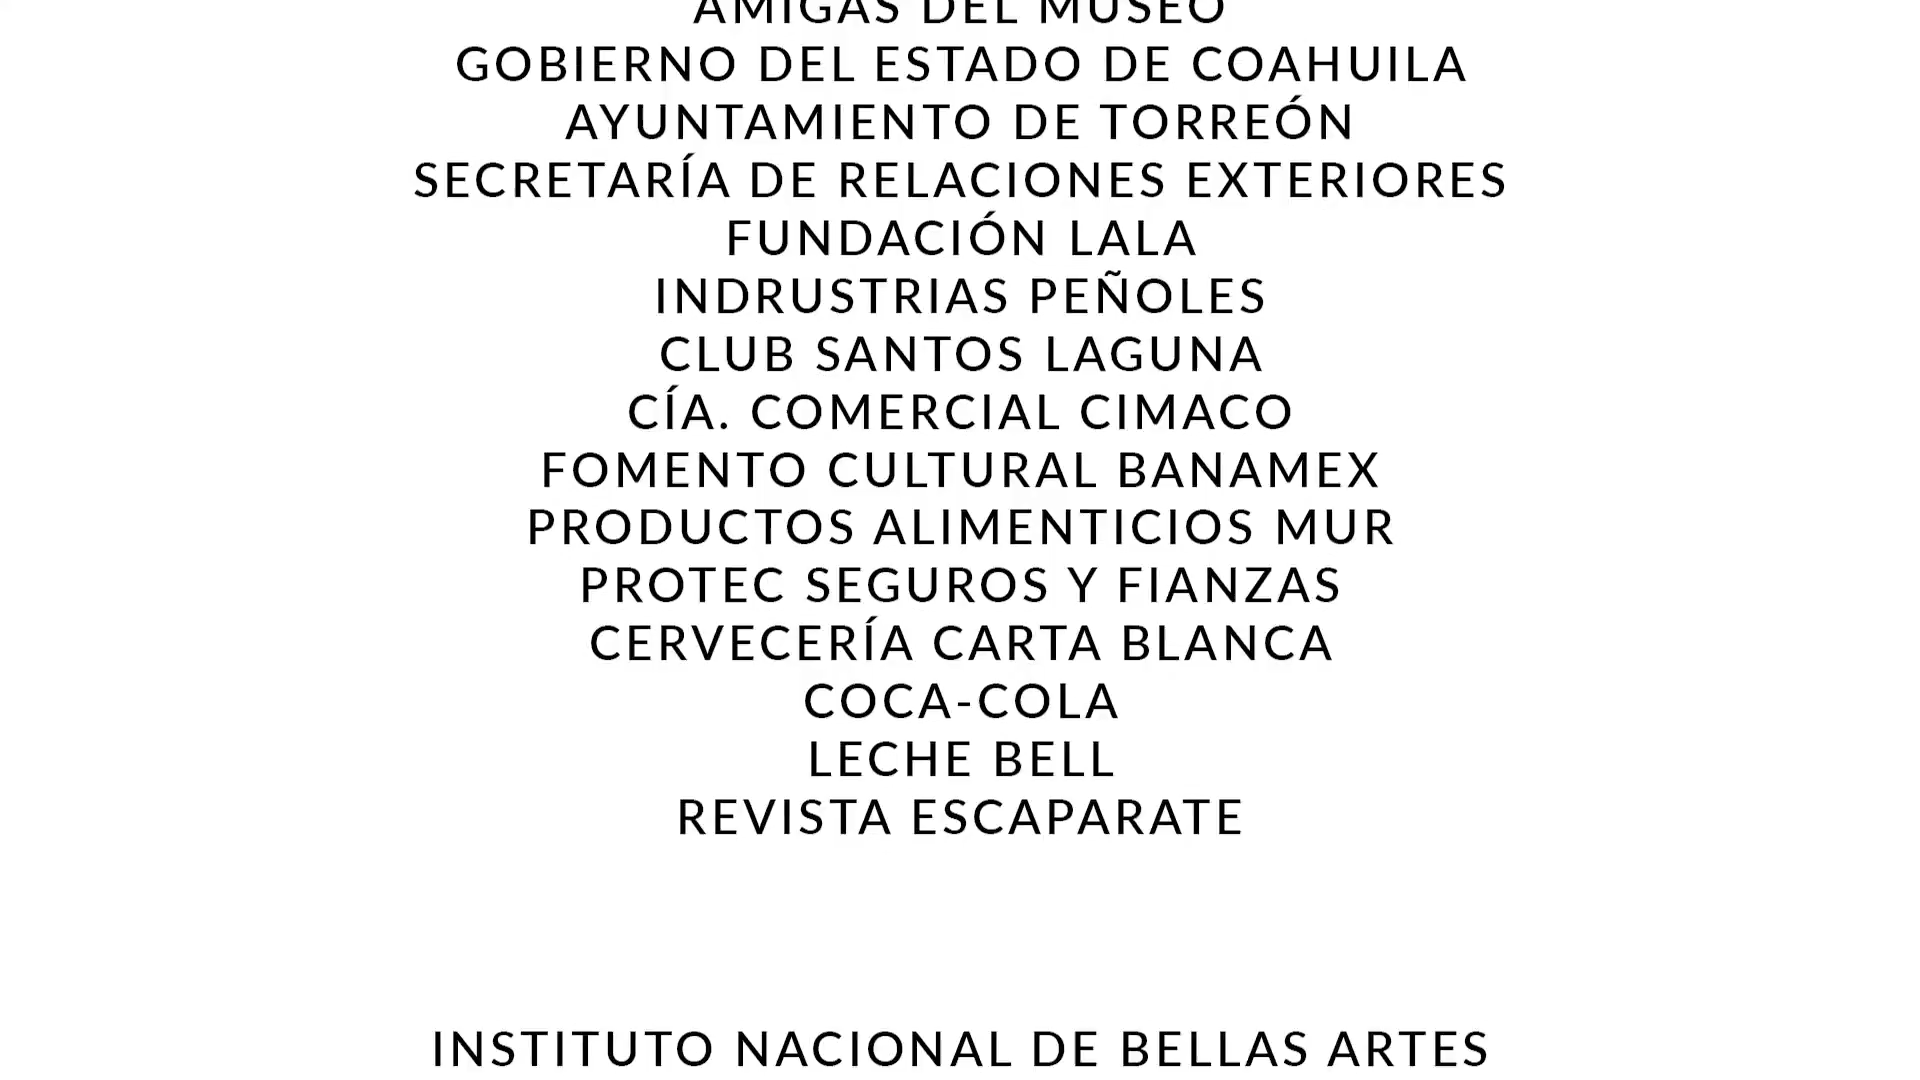 AMIGAS DEL MUSEO
GOBIERNO DEL ESTADO DE COAHUILA
AYUNTAMIENTO DE TORREÓN
SECRETARÍA DE RELACIONES EXTERIORES
FUNDACIÓN LALA
INDRUSTRIAS PEÑOLES
CLUB SANTOS LAGUNA
CÍA. COMERCIAL CIMACO
FOMENTO CULTURAL BANAMEX
PRODUCTOS ALIMENTICIOS MUR
PROTEC SEGUROS Y FIANZAS
CERVECERÍA CARTA BLANCA
COCA-COLA
LECHE BELL
REVISTA ESCAPARATE
INSTITUTO NACIONAL DE BELLAS ARTES